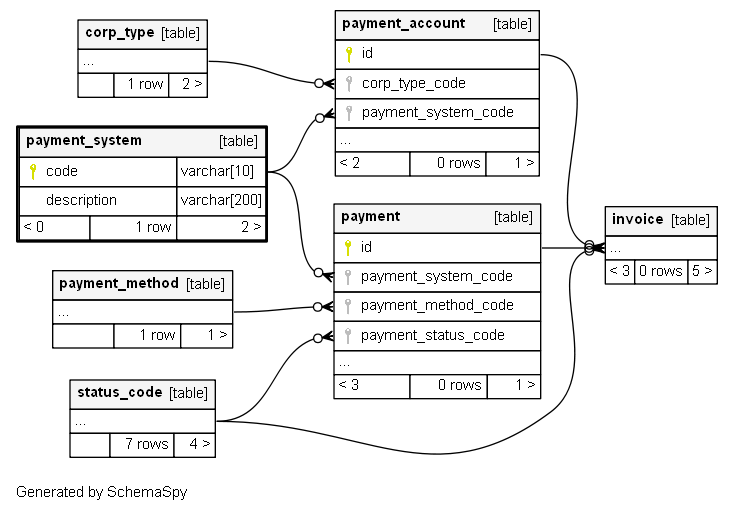 corp_type [table]
...
1 row 2 >
payment_system [table]
code varchar[10]
description varchar[200]
< 0 1 row 2 >
payment_method [table]
...
1 row 1 >
status_code [table]
...
7 rows 4 >
payment_account [table]
id
corp_type_code
payment_system_code
...
< 2 0 rows 1 >
payment [table]
id
payment_system_code
payment_method_code
payment_status_code
...
< 3 0 rows 1 >
invoice [table]
...
< 3 0 rows 5 >
Generated by SchemaSpy